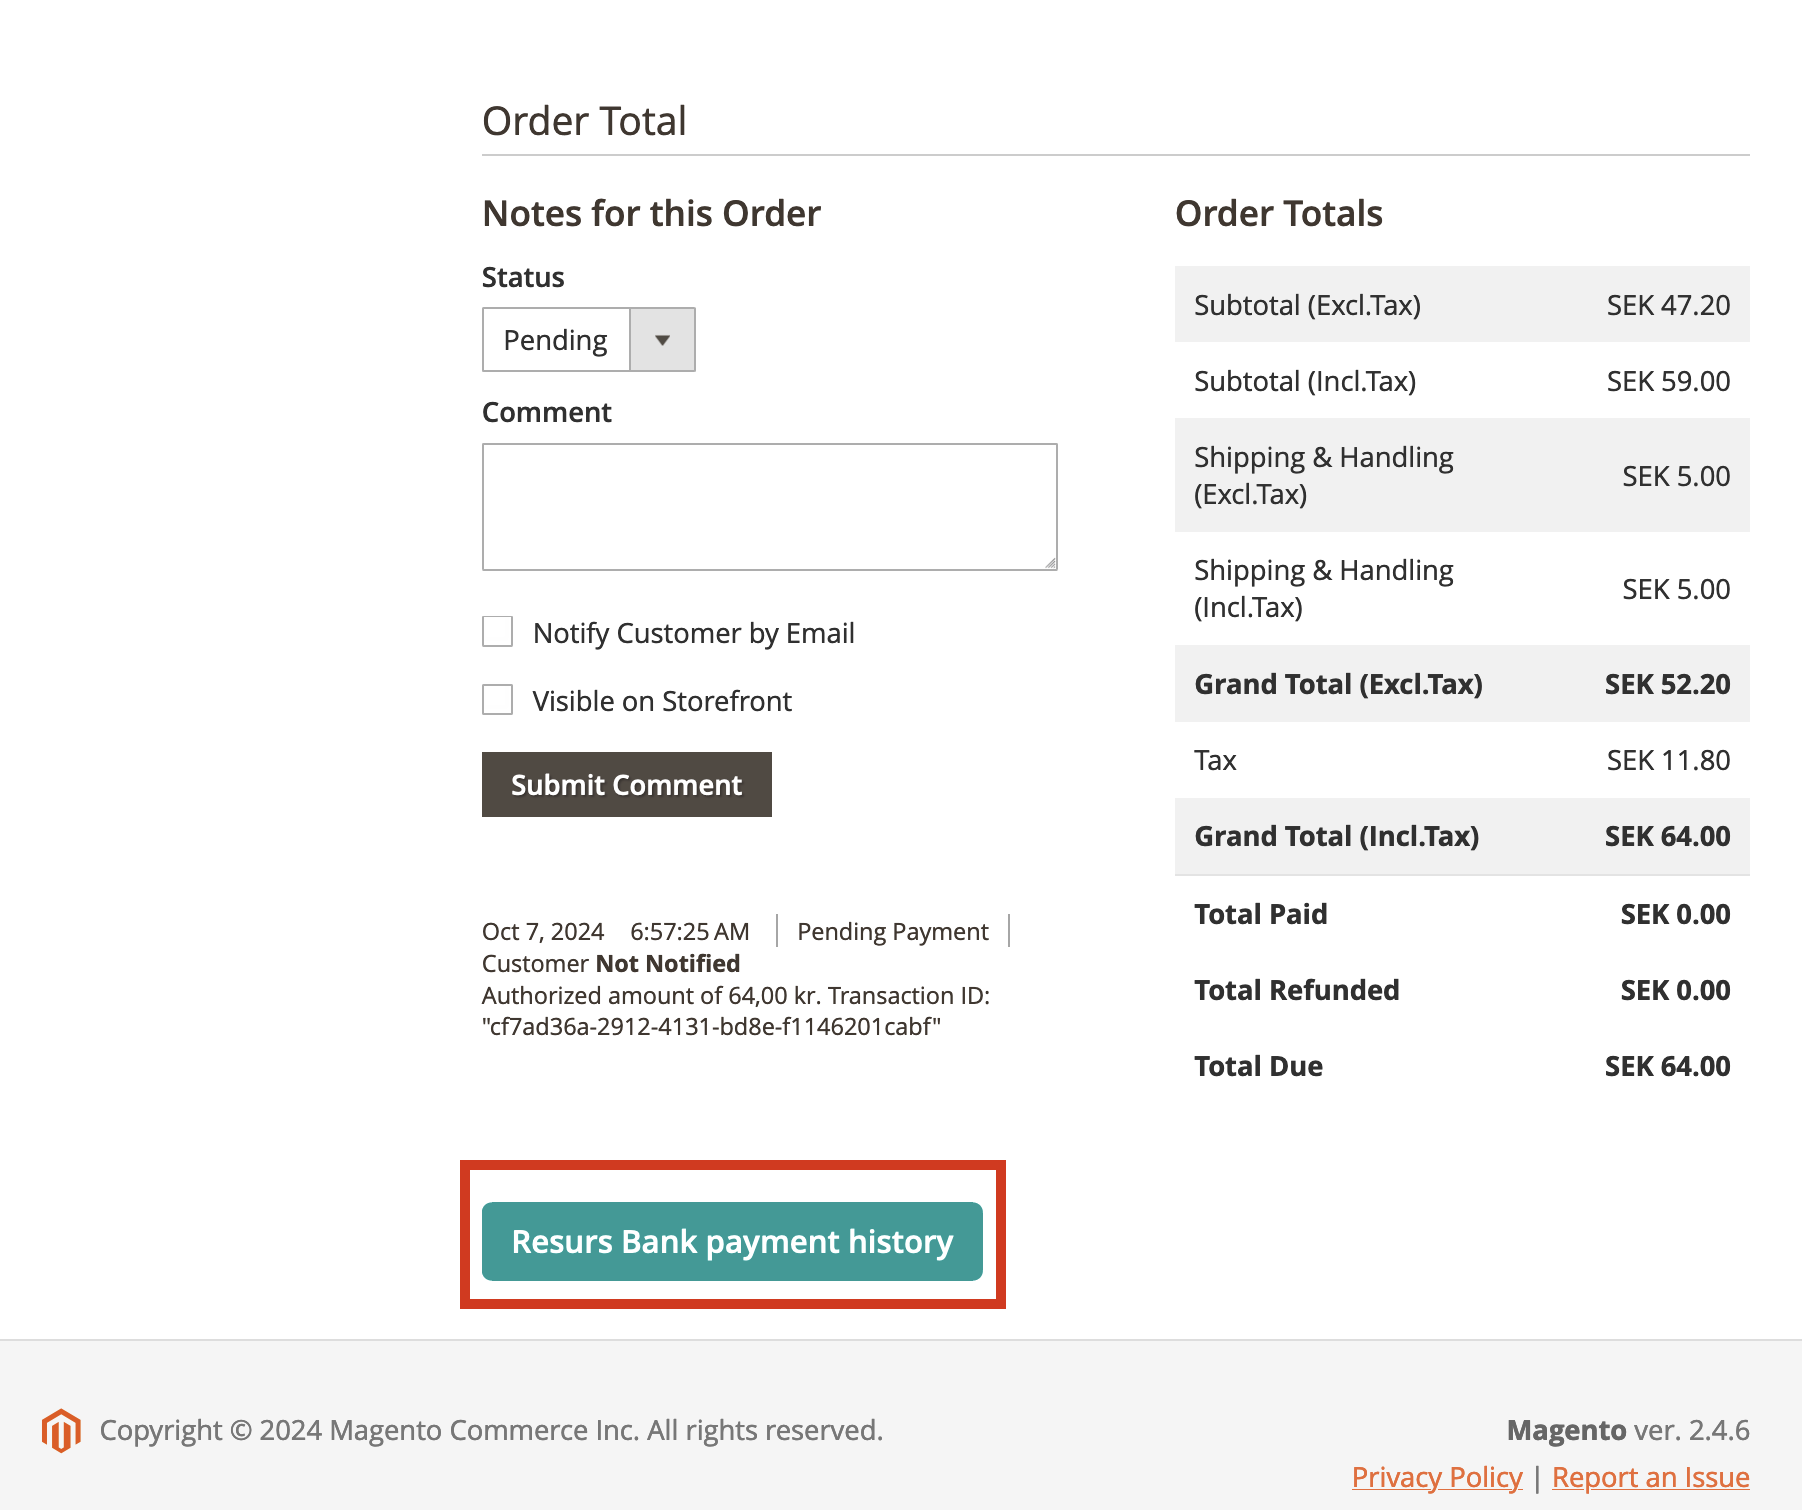 Order Total
Notes for this Order
Status
Pending
Comment
Notify Customer by Email
Visible on Storefront
Submit Comment
Oct 7, 2024 6:57:25 AM Pending Payment
Customer Not Notified
Authorized amount of 64,00 kr. Transaction ID:
"cf7ad36a-2912-4131-bd8e-f1146201cabf"
Resurs Bank payment history
Order Totals
Subtotal (Excl.Tax) SEK 47.20
Subtotal (Incl.Tax) SEK 59.00
Shipping & Handling
(Excl.Tax) SEK 5.00
Shipping & Handling
(Incl.Tax) SEK 5.00
Grand Total (Excl.Tax) SEK 52.20
Tax SEK 11.80
Grand Total (Incl.Tax) SEK 64.00
Total Paid SEK 0.00
Total Refunded SEK 0.00
Total Due SEK 64.00
Copyright © 2024 Magento Commerce Inc. All rights reserved.
Magento ver. 2.4.6
Privacy Policy | Report an Issue